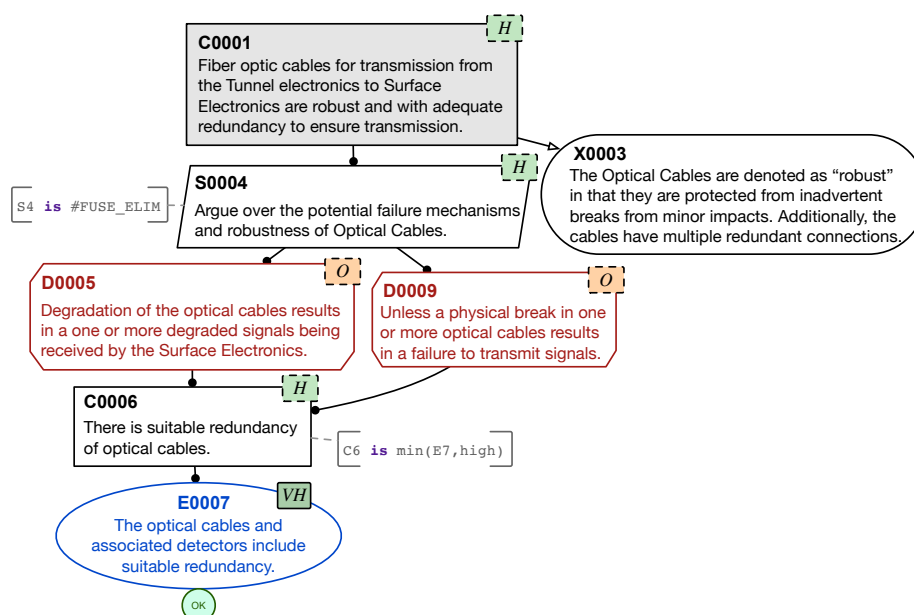 C0001
H
Fiber optic cables for transmission from
the Tunnel electronics to Surface
Electronics are robust and with adequate
redundancy to ensure transmission.
X0003
The Optical Cables are denoted as “robust”
in that they are protected from inadvertent
breaks from minor impacts. Additionally, the
cables have multiple redundant connections.
S0004
H
Argue over the potential failure mechanisms
and robustness of Optical Cables.
S4 is #FUSE_ELIM
D0005
O
Degradation of the optical cables results
in a one or more degraded signals being
received by the Surface Electronics.
D0009
O
Unless a physical break in one
or more optical cables results
in a failure to transmit signals.
C0006
H
There is suitable redundancy
of optical cables.
C6 is min(E7,high)
E0007
VH
The optical cables and
associated detectors include
suitable redundancy.
OK